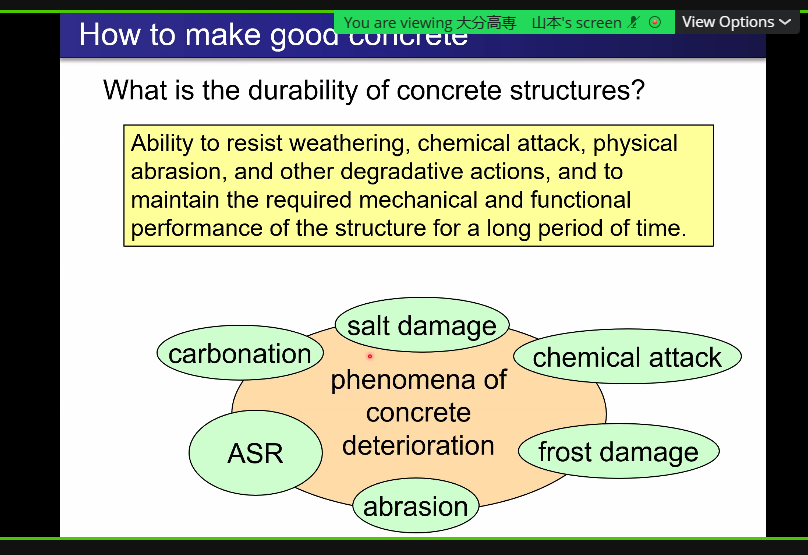 You are viewing 大分高専 山本's screen
View Options
How to make good concrete
What is the durability of concrete structures?
Ability to resist weathering, chemical attack, physical
abrasion, and other degradative actions, and to
maintain the required mechanical and functional
performance of the structure for a long period of time.
salt damage
carbonation
chemical attack
phenomena of
concrete
deterioration
ASR
frost damage
abrasion